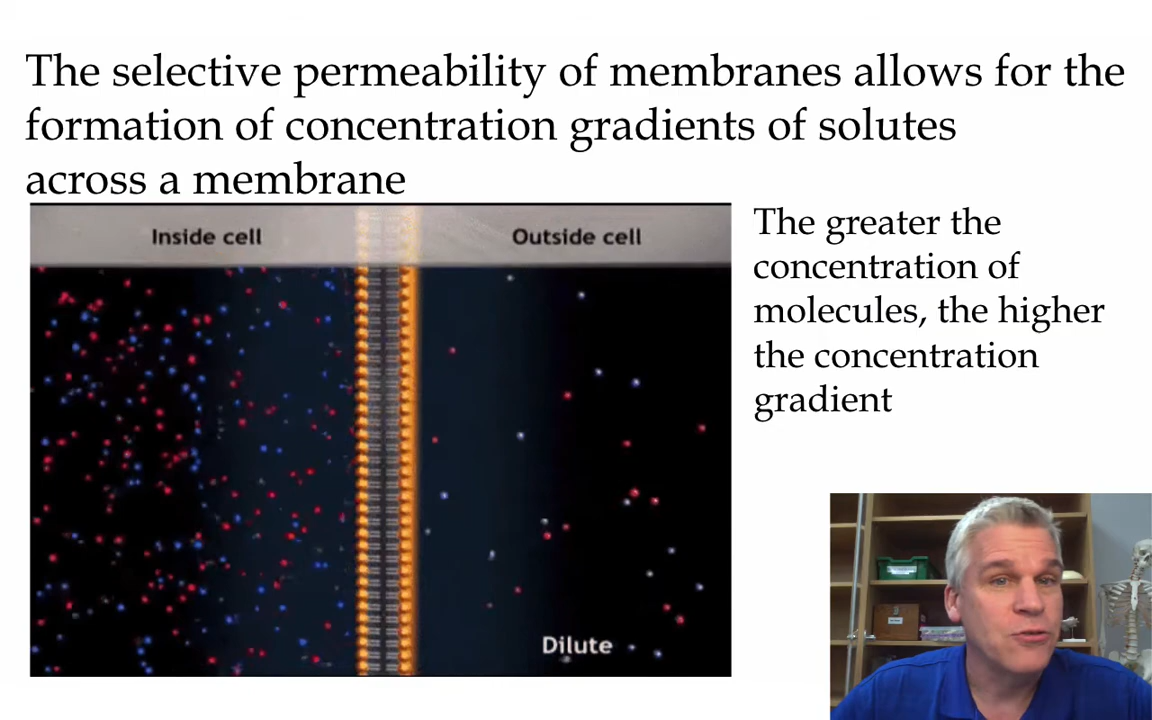 The selective permeability of membranes allows for the
formation of concentration gradients of solutes
across a membrane
Inside cell
Outside cell
The greater the
concentration of
molecules, the higher
the concentration
gradient
Dilute